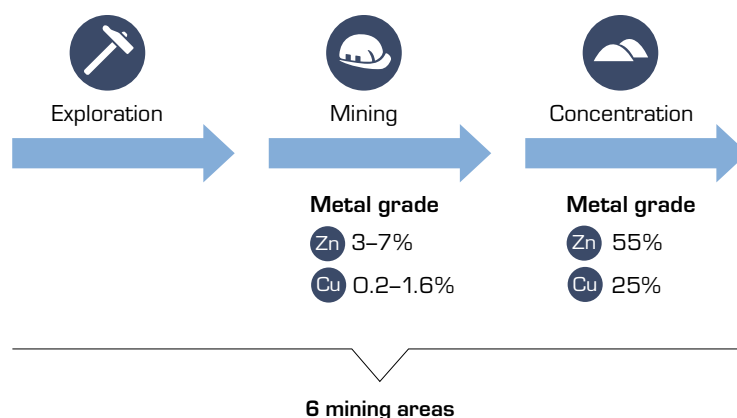 Exploration
Mining
Concentration
Metal grade
Zn 3–7%
Cu 0.2–1.6%
Metal grade
Zn 55%
Cu 25%
6 mining areas